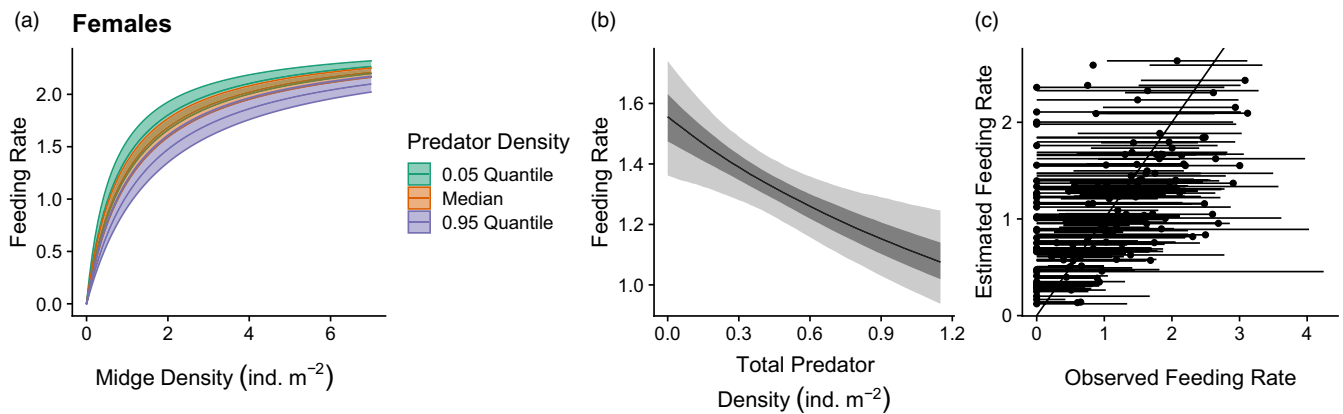 (a)
Females
Feeding Rate
2.0
1.5
1.0
0.5
0.0
0
2
4
6
Midge Density (ind. m⁻²)
Predator Density
0.05 Quantile
Median
0.95 Quantile
(b)
Feeding Rate
1.6
1.4
1.2
1.0
0.0
0.3
0.6
0.9
1.2
Total Predator
Density (ind. m⁻²)
(c)
Estimated Feeding Rate
2
1
0
0
1
2
3
4
Observed Feeding Rate